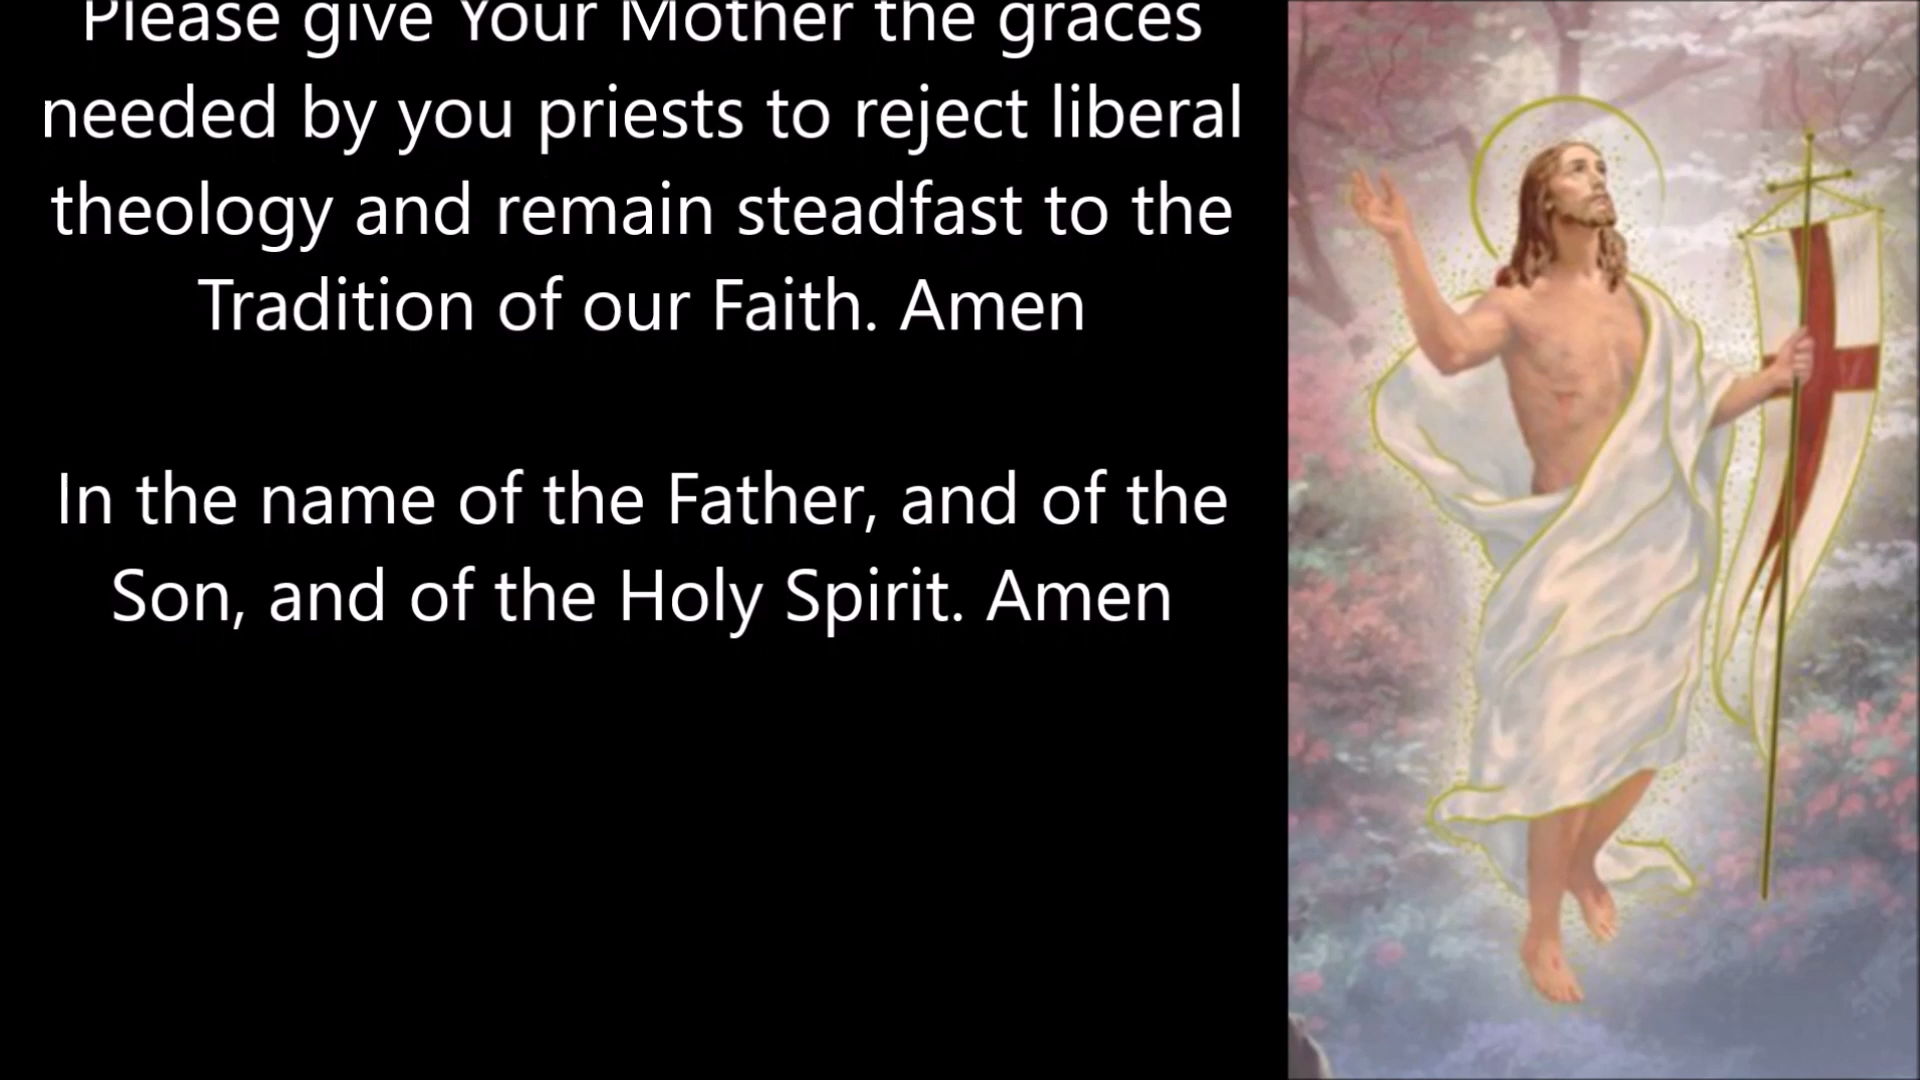 Please give Your Mother the graces
needed by you priests to reject liberal
theology and remain steadfast to the
Tradition of our Faith. Amen
In the name of the Father, and of the
Son, and of the Holy Spirit. Amen